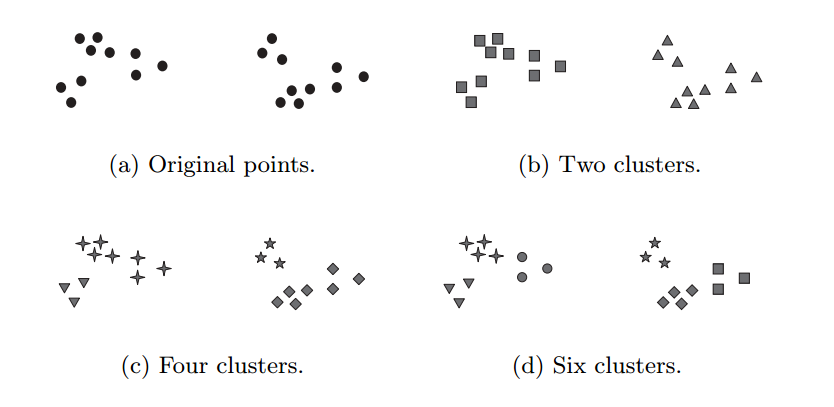 (a) Original points.
(b) Two clusters.
(c) Four clusters.
(d) Six clusters.